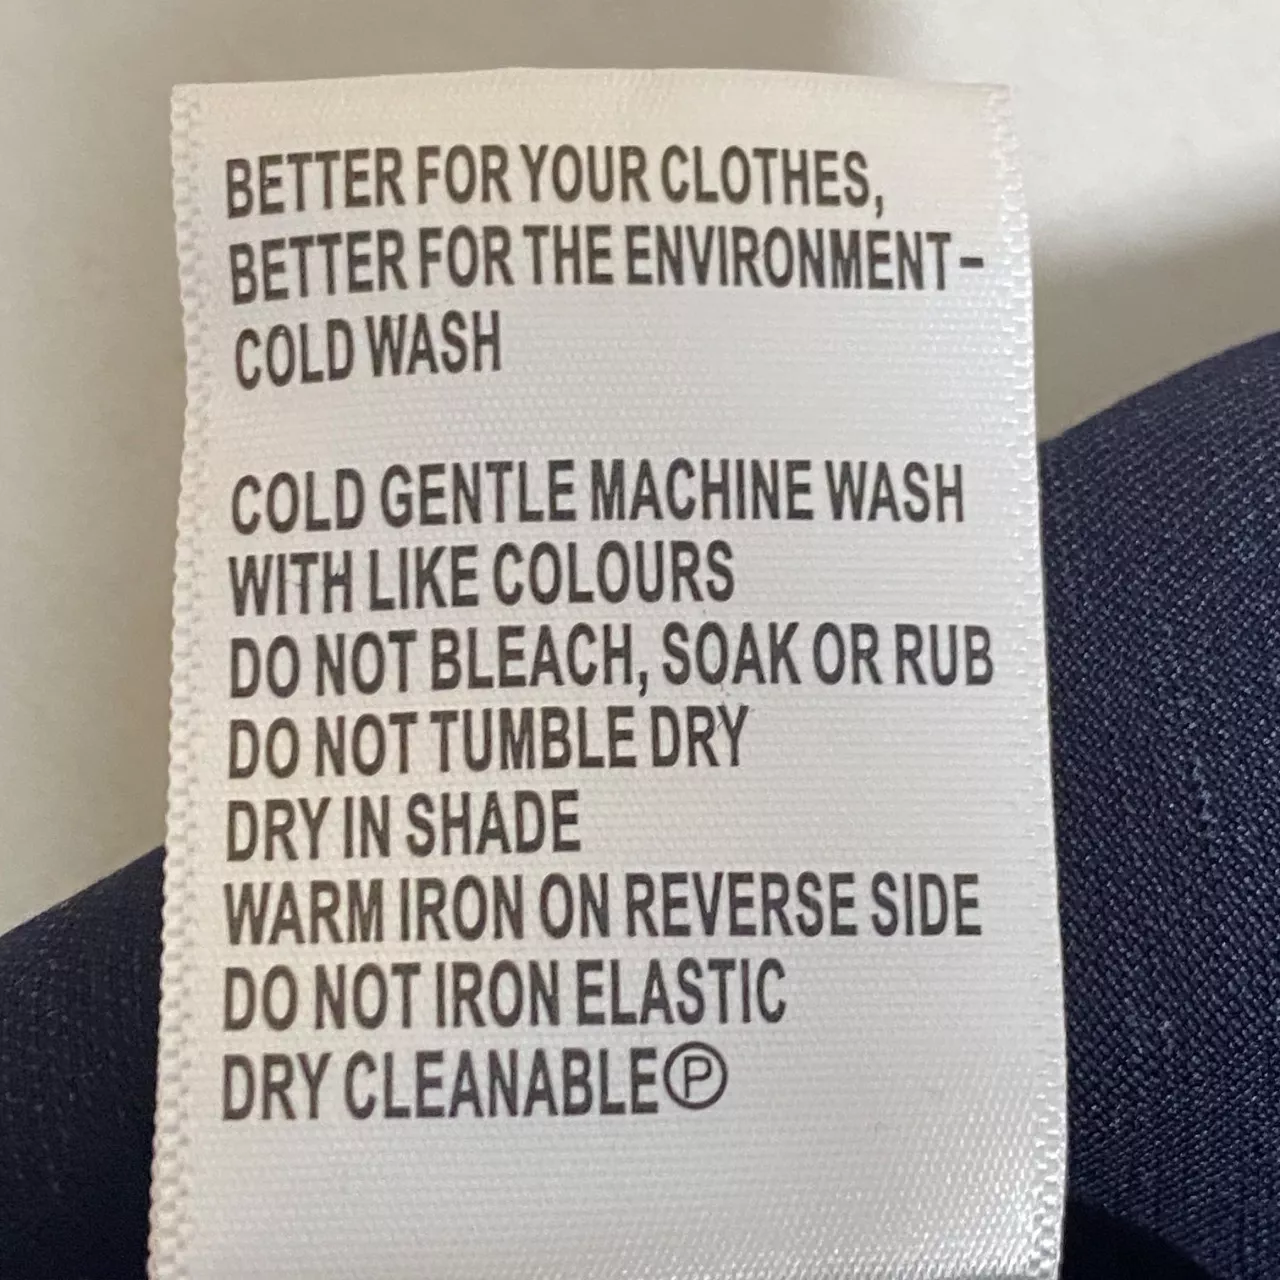 BETTER FOR YOUR CLOTHES,
BETTER FOR THE ENVIRONMENT –
COLD WASH
COLD GENTLE MACHINE WASH
WITH LIKE COLOURS
DO NOT BLEACH, SOAK OR RUB
DO NOT TUMBLE DRY
DRY IN SHADE
WARM IRON ON REVERSE SIDE
DO NOT IRON ELASTIC
DRY CLEANABLE Ⓟ